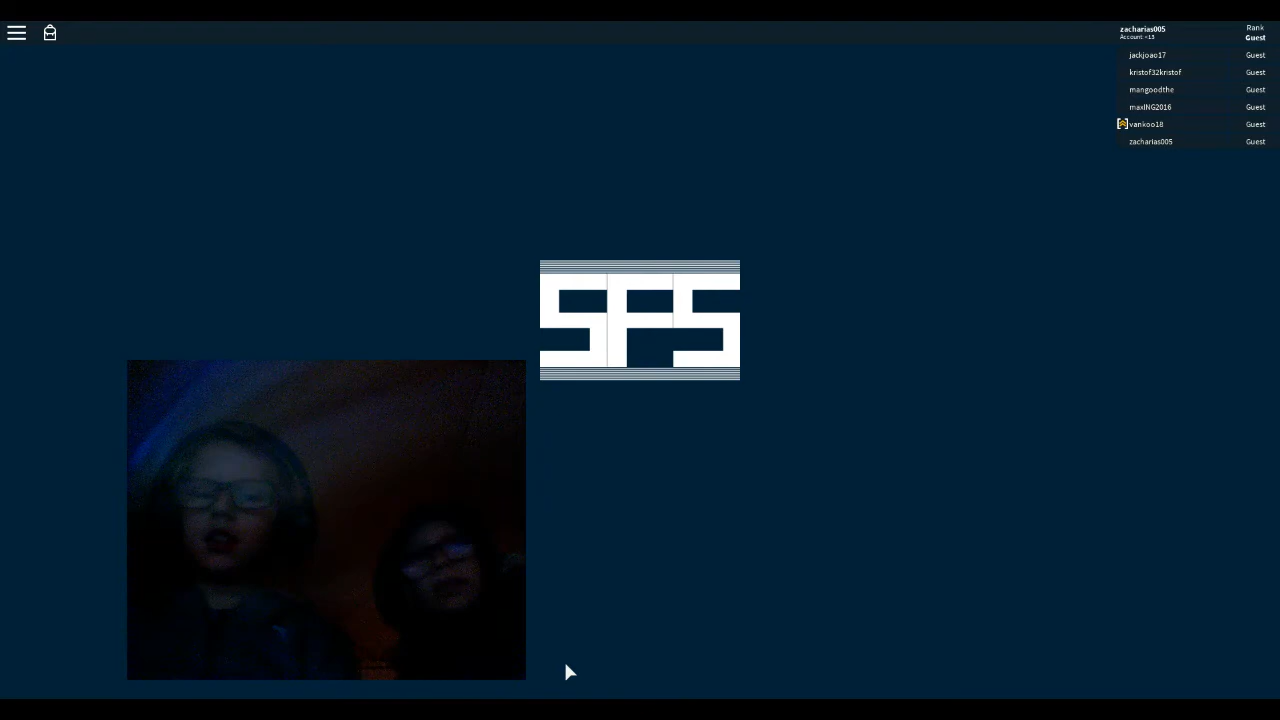 zacharias005 Rank
Account: <13 Guest
jackjoao17 Guest
kristof32kristof Guest
mangoodthe Guest
maxING2016 Guest
vankoo18 Guest
zacharias005 Guest
SFS